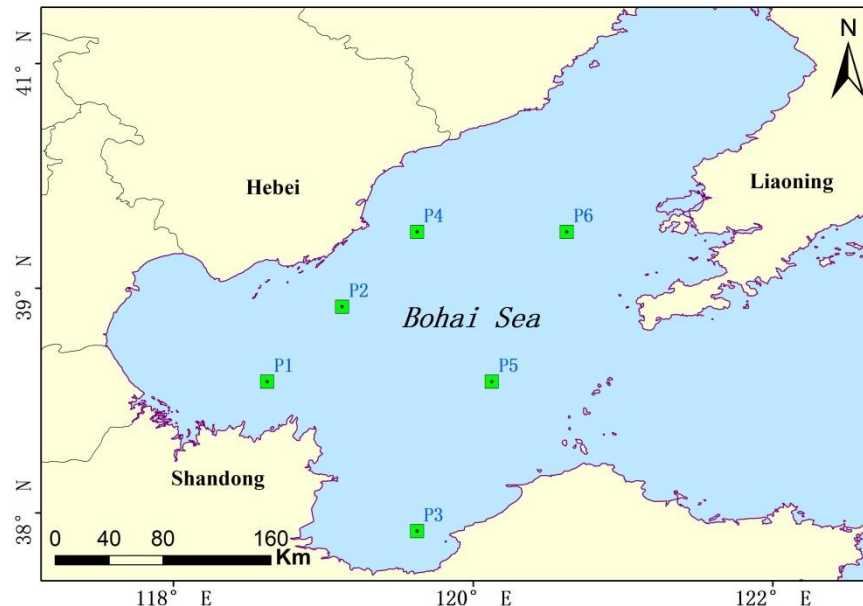 N
41° N
39° N
38° N
Hebei
Liaoning
P4
P6
P2
Bohai Sea
P1
P5
Shandong
P3
0 40 80 160
Km
118° E
120° E
122° E